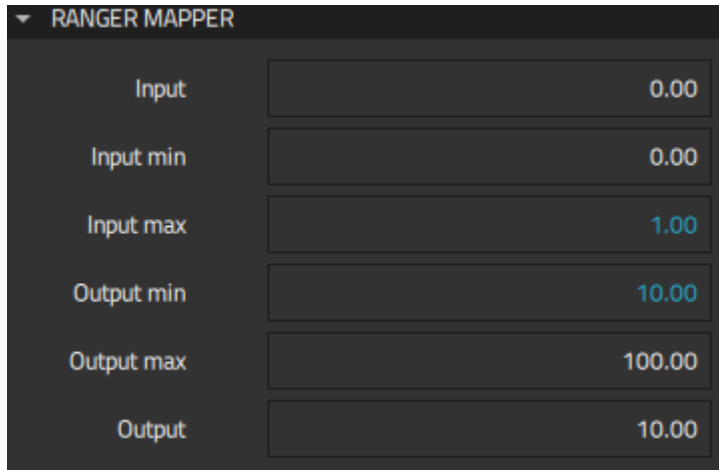 RANGER MAPPER
Input 0.00
Input min 0.00
Input max 1.00
Output min 10.00
Output max 100.00
Output 10.00